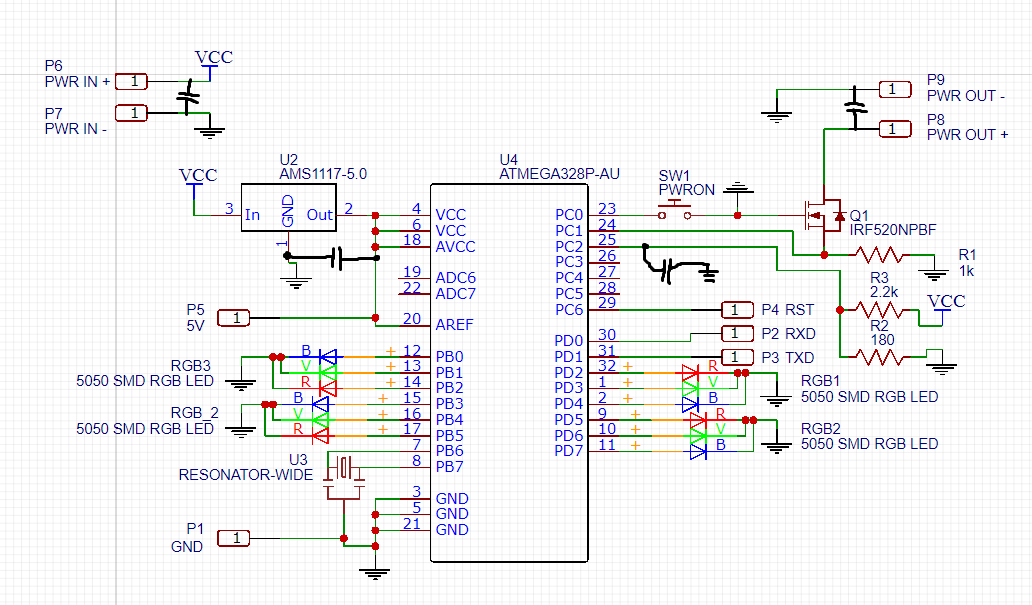 P6
PWR IN +
1
VCC
P7
PWR IN -
1
P9
PWR OUT -
1
P8
PWR OUT +
1
VCC
U2
AMS1117-5.0
3
In
GND
Out
2
1
U4
ATMEGA328P-AU
SW1
PWRON
Q1
IRF520NPBF
R1
1k
R3
2.2k
VCC
R2
180
4
VCC
6
VCC
18
AVCC
19
ADC6
22
ADC7
20
AREF
12
PB0
13
PB1
14
PB2
15
PB3
16
PB4
17
PB5
7
PB6
8
PB7
3
GND
5
GND
21
GND
PC0
23
PC1
24
PC2
25
PC3
26
PC4
27
PC5
28
PC6
29
PD0
30
PD1
31
PD2
32
PD3
1
PD4
2
PD5
9
PD6
10
PD7
11
P5
5V
1
RGB3
5050 SMD RGB LED
B
V
R
+
+
+
RGB_2
5050 SMD RGB LED
B
V
R
+
+
+
U3
RESONATOR-WIDE
P1
GND
1
1
P4 RST
1
P2 RXD
1
P3 TXD
+
+
+
R
V
B
RGB1
5050 SMD RGB LED
+
+
+
R
V
B
RGB2
5050 SMD RGB LED